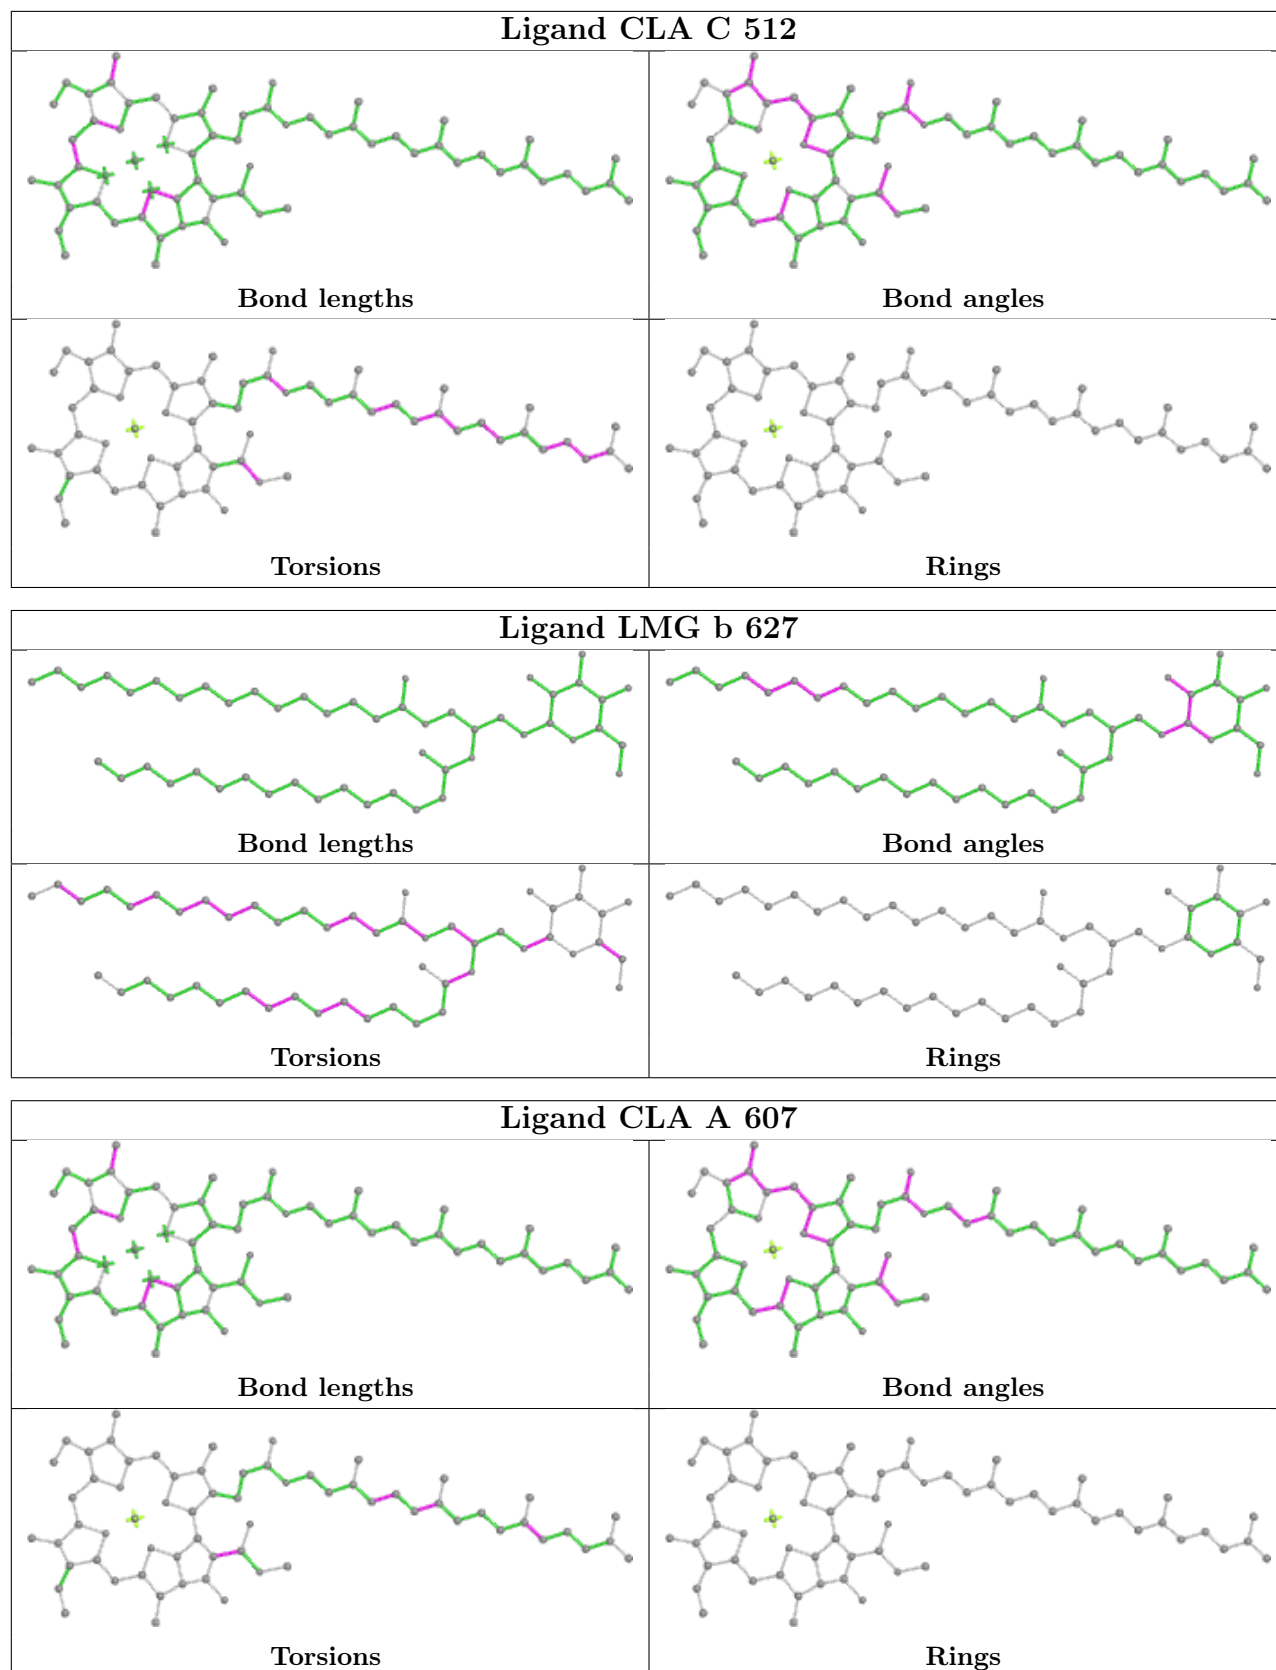 Ligand CLA C 512
Bond lengths
Bond angles
Torsions
Rings
Ligand LMG b 627
Bond lengths
Bond angles
Torsions
Rings
Ligand CLA A 607
Bond lengths
Bond angles
Torsions
Rings